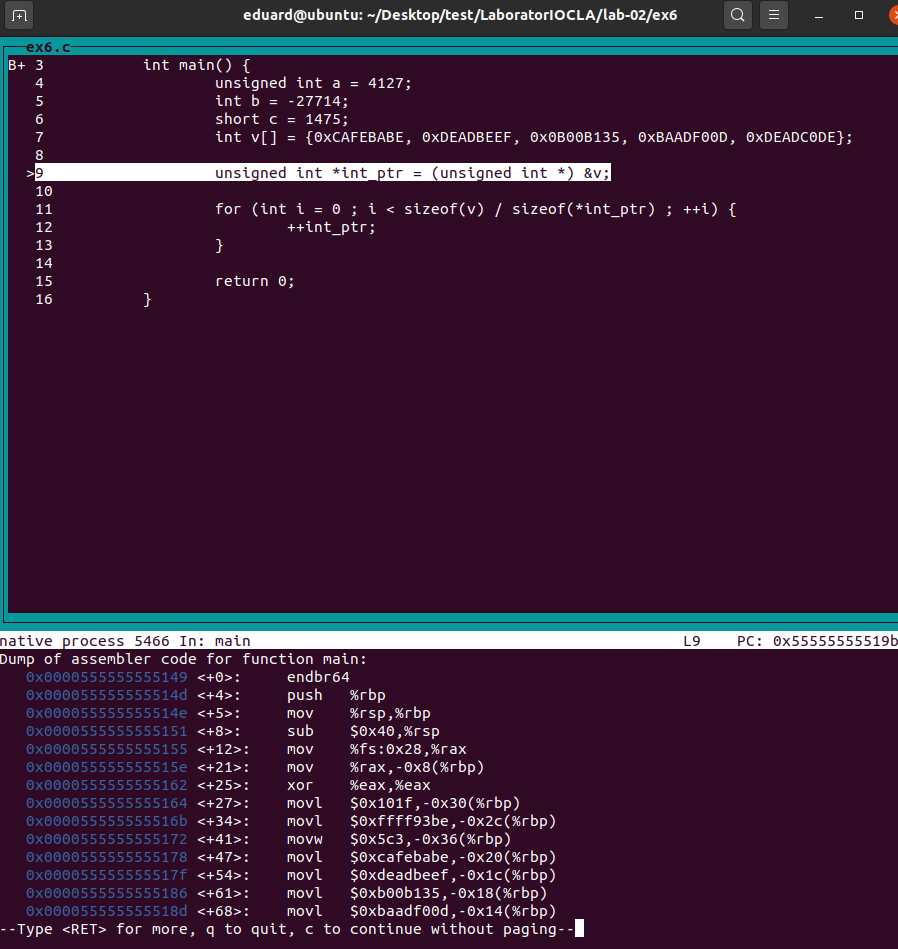 eduard@ubuntu: ~/Desktop/test/LaboratorIOCLA/lab-02/ex6
ex6.c
B+ 3          int main() {
   4                  unsigned int a = 4127;
   5                  int b = -27714;
   6                  short c = 1475;
   7                  int v[] = {0xCAFEBABE, 0xDEADBEEF, 0x0B00B135, 0xBAADF00D, 0xDEADC0DE};
   8
  >9                  unsigned int *int_ptr = (unsigned int *) &v;
   10
   11                 for (int i = 0 ; i < sizeof(v) / sizeof(*int_ptr) ; ++i) {
   12                         ++int_ptr;
   13                 }
   14
   15                 return 0;
   16         }
native process 5466 In: main                                                L9    PC: 0x55555555519b
Dump of assembler code for function main:
   0x0000555555555149 <+0>:     endbr64
   0x000055555555514d <+4>:     push   %rbp
   0x000055555555514e <+5>:     mov    %rsp,%rbp
   0x0000555555555151 <+8>:     sub    $0x40,%rsp
   0x0000555555555155 <+12>:    mov    %fs:0x28,%rax
   0x000055555555515e <+21>:    mov    %rax,-0x8(%rbp)
   0x0000555555555162 <+25>:    xor    %eax,%eax
   0x0000555555555164 <+27>:    movl   $0x101f,-0x30(%rbp)
   0x000055555555516b <+34>:    movl   $0xffff93be,-0x2c(%rbp)
   0x0000555555555172 <+41>:    movw   $0x5c3,-0x36(%rbp)
   0x0000555555555178 <+47>:    movl   $0xcafebabe,-0x20(%rbp)
   0x000055555555517f <+54>:    movl   $0xdeadbeef,-0x1c(%rbp)
   0x0000555555555186 <+61>:    movl   $0xb00b135,-0x18(%rbp)
   0x000055555555518d <+68>:    movl   $0xbaadf00d,-0x14(%rbp)
--Type <RET> for more, q to quit, c to continue without paging--